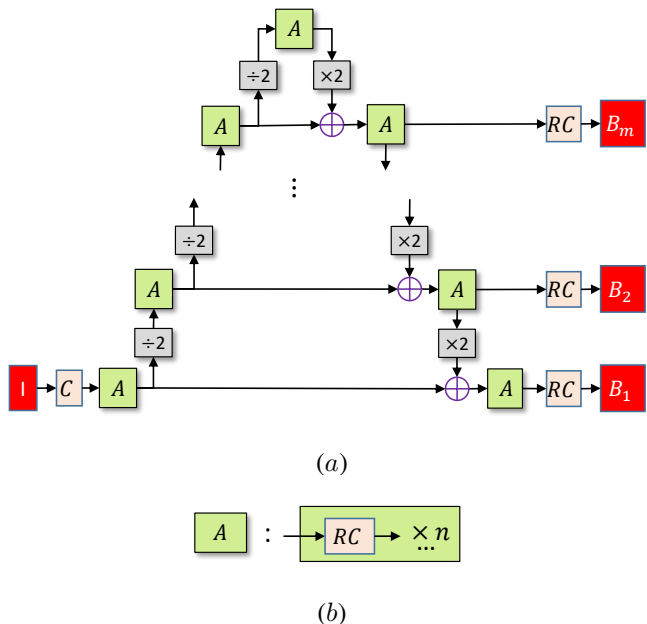 A
÷2 ×2
A A RC B_m
⋮
÷2 ×2
A A RC B_2
÷2 ×2
I C A A RC B_1
(a)
A : RC × n
...
(b)